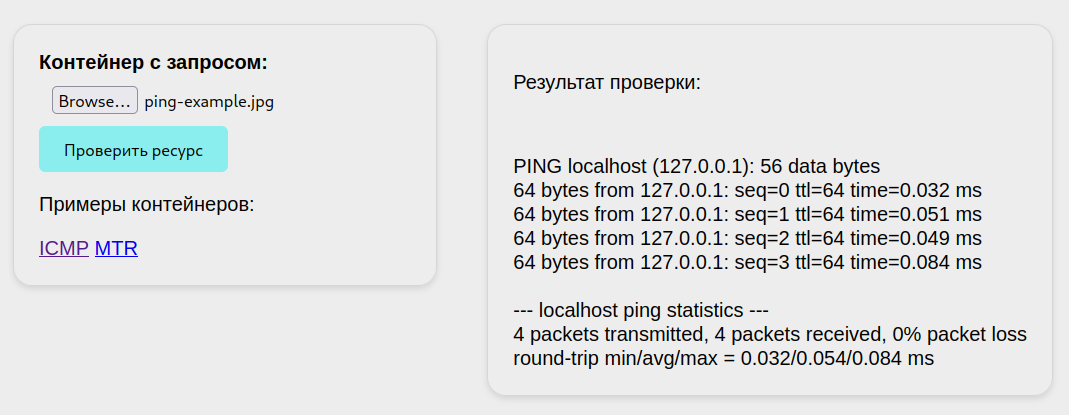 Контейнер с запросом:
Browse... ping-example.jpg
Проверить ресурс
Примеры контейнеров:
ICMP MTR
Результат проверки:
PING localhost (127.0.0.1): 56 data bytes
64 bytes from 127.0.0.1: seq=0 ttl=64 time=0.032 ms
64 bytes from 127.0.0.1: seq=1 ttl=64 time=0.051 ms
64 bytes from 127.0.0.1: seq=2 ttl=64 time=0.049 ms
64 bytes from 127.0.0.1: seq=3 ttl=64 time=0.084 ms
--- localhost ping statistics ---
4 packets transmitted, 4 packets received, 0% packet loss
round-trip min/avg/max = 0.032/0.054/0.084 ms